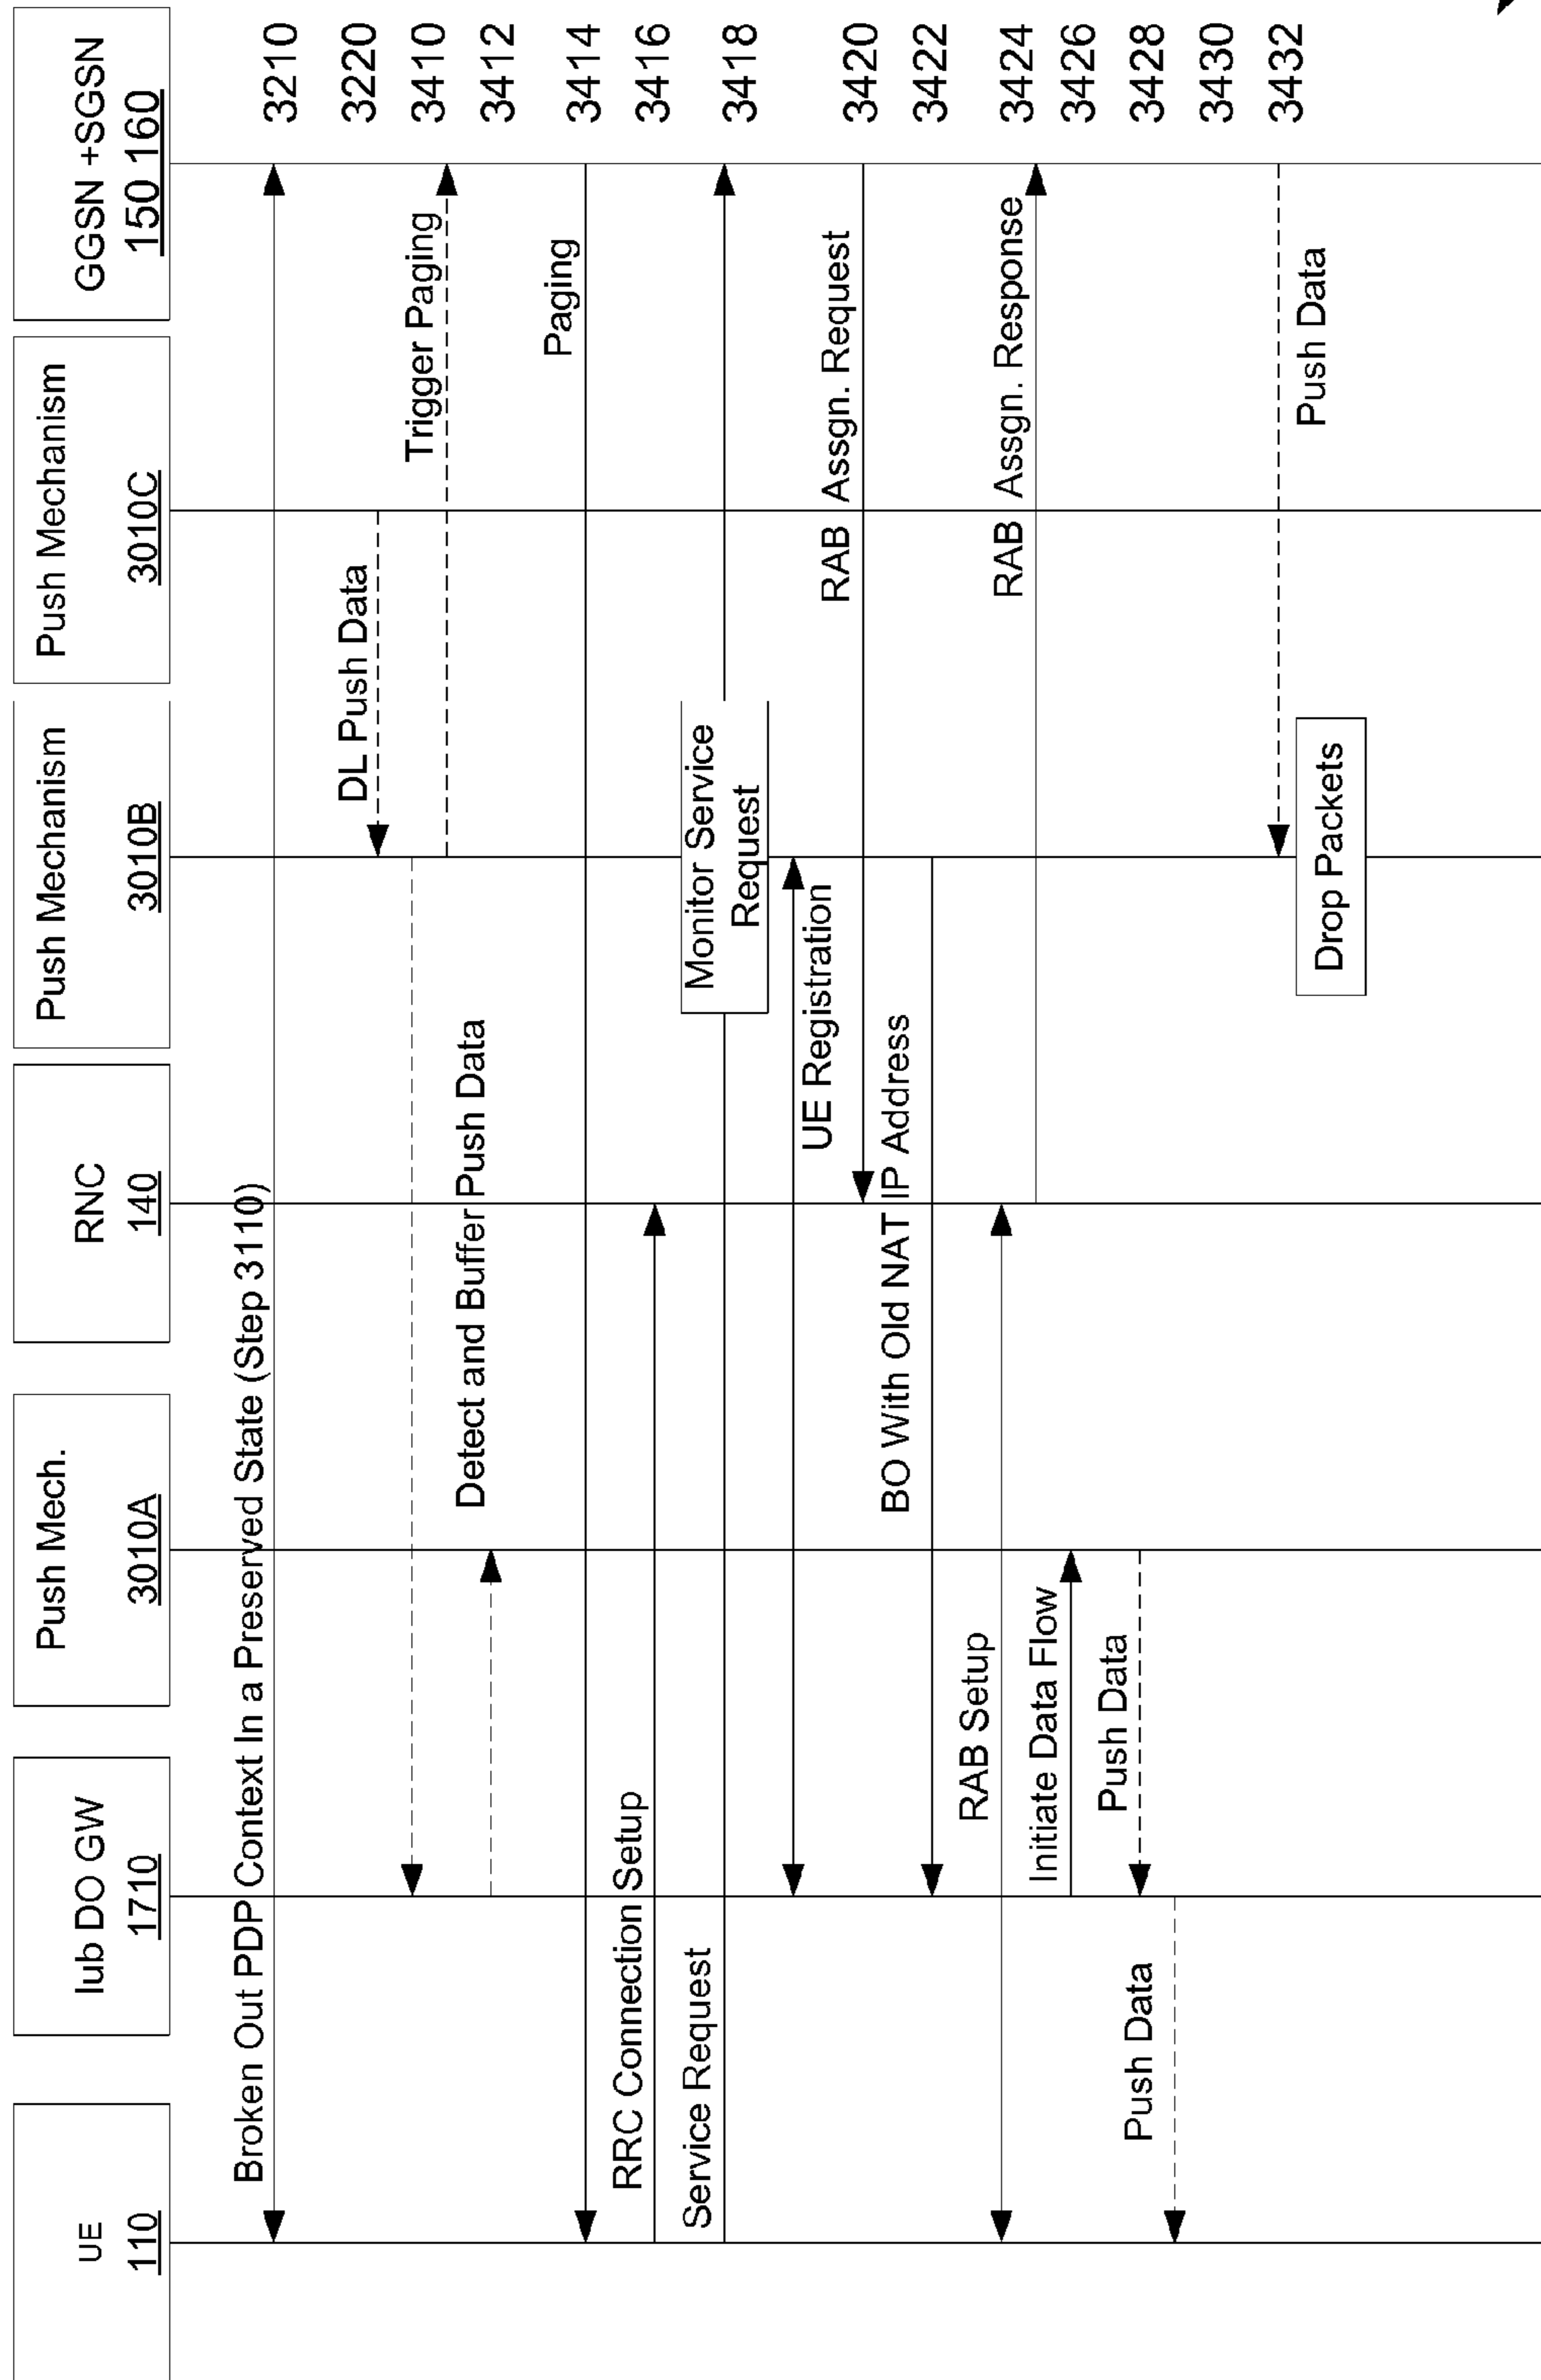 UE
110
Iub DO GW
1710
Push Mech.
3010A
RNC
140
Push Mechanism
3010B
Push Mechanism
3010C
GGSN +SGSN
150 160
Broken Out PDP Context In a Preserved State (Step 3110)
3210
DL Push Data
3220
Trigger Paging
3410
Detect and Buffer Push Data
3412
Paging
3414
RRC Connection Setup
3416
Service Request
Monitor Service
Request
3418
UE Registration
RAB Assgn. Request
3420
BO With Old NAT IP Address
3422
RAB Setup
RAB Assgn. Response
3424
Initiate Data Flow
3426
Push Data
3428
Push Data
3430
3432
Push Data
Drop Packets